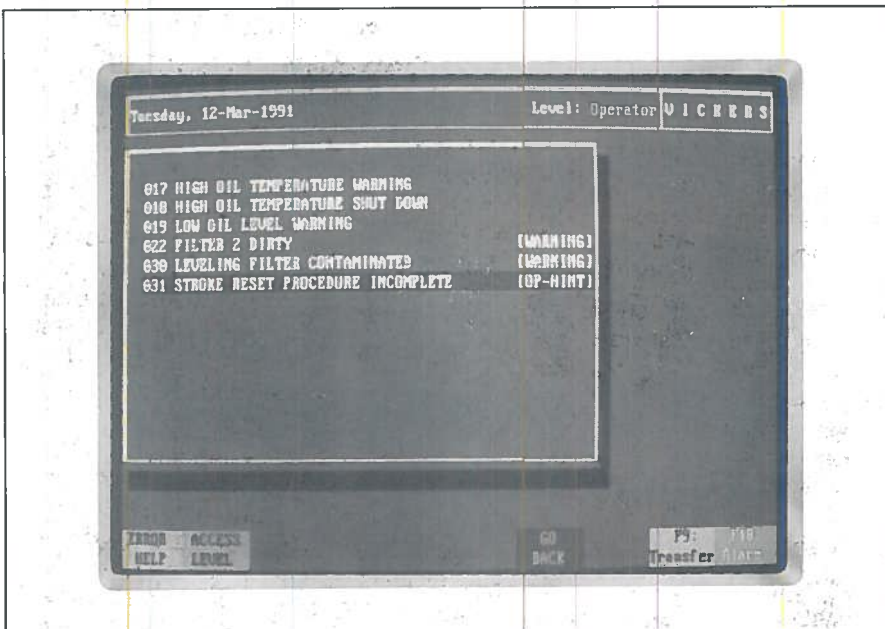 Tuesday, 12-Mar-1991 Level: Operator VICKERS
017 HIGH OIL TEMPERATURE WARNING
018 HIGH OIL TEMPERATURE SHUT DOWN
019 LOW OIL LEVEL WARNING
022 FILTER 2 DIRTY [WARNING]
030 LEVELING FILTER CONTAMINATED [WARNING]
031 STROKE RESET PROCEDURE INCOMPLETE [OP-HINT]
ERROR ACCESS GO F9: F10:
HELP LEVEL BACK Transfer Alarm